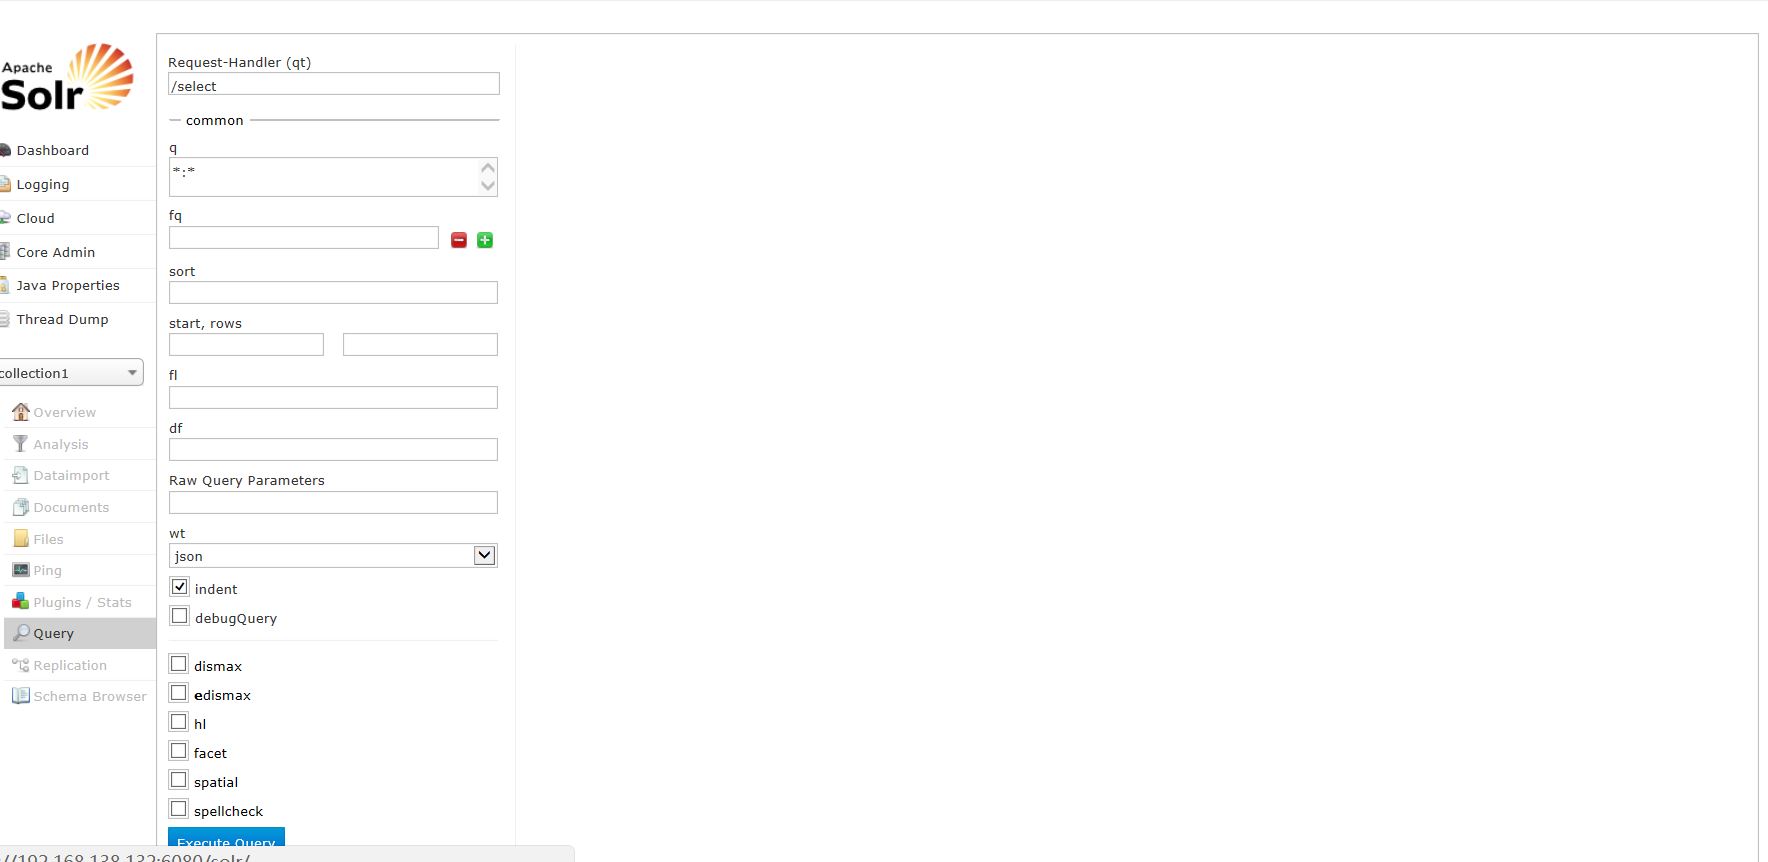 Apache
Solr
Dashboard
Logging
Cloud
Core Admin
Java Properties
Thread Dump
collection1
Overview
Analysis
Dataimport
Documents
Files
Ping
Plugins / Stats
Query
Replication
Schema Browser
Request-Handler (qt)
/select
common
q
*:*
fq
sort
start, rows
fl
df
Raw Query Parameters
wt
json
indent
debugQuery
dismax
edismax
hl
facet
spatial
spellcheck
Execute Query
//192.168.138.132:6080/solr/